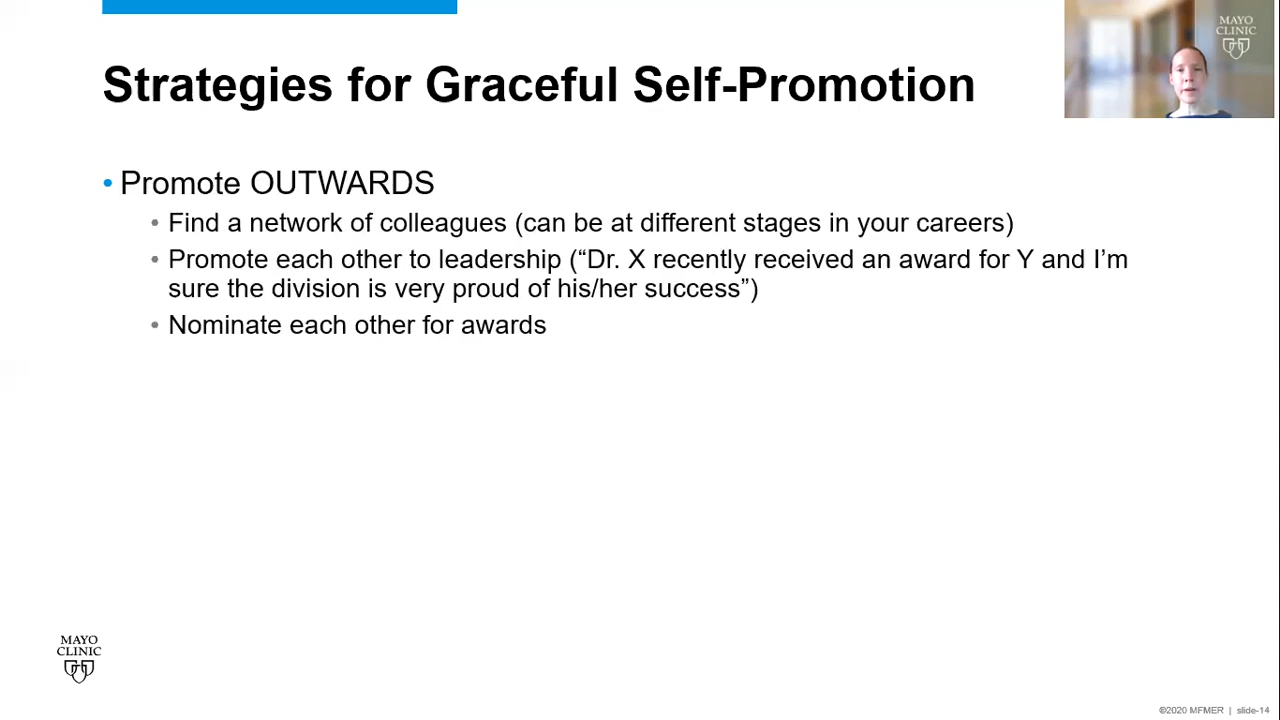 MAYO
CLINIC
Strategies for Graceful Self-Promotion
• Promote OUTWARDS
• Find a network of colleagues (can be at different stages in your careers)
• Promote each other to leadership (“Dr. X recently received an award for Y and I’m
sure the division is very proud of his/her success”)
• Nominate each other for awards
MAYO
CLINIC
©2020 MFMER | slide-14